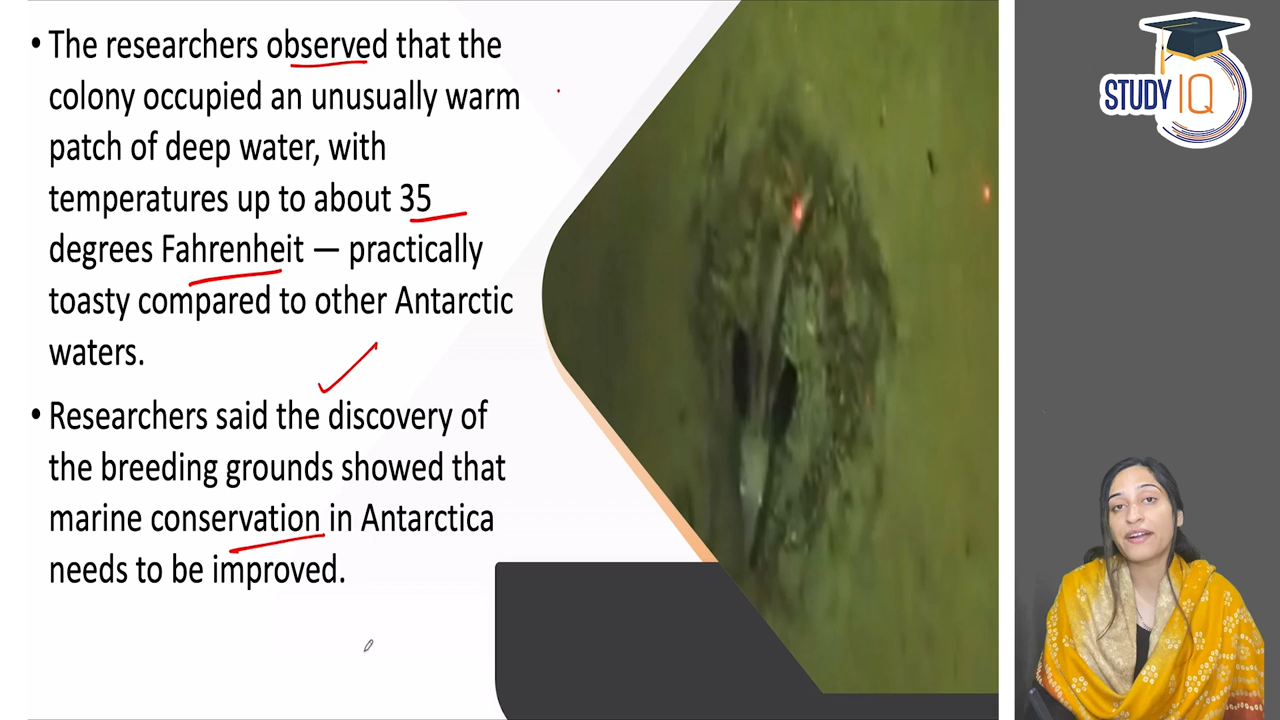 • The researchers observed that the
colony occupied an unusually warm
patch of deep water, with
temperatures up to about 35
degrees Fahrenheit — practically
toasty compared to other Antarctic
waters.
• Researchers said the discovery of
the breeding grounds showed that
marine conservation in Antarctica
needs to be improved.
STUDY IQ